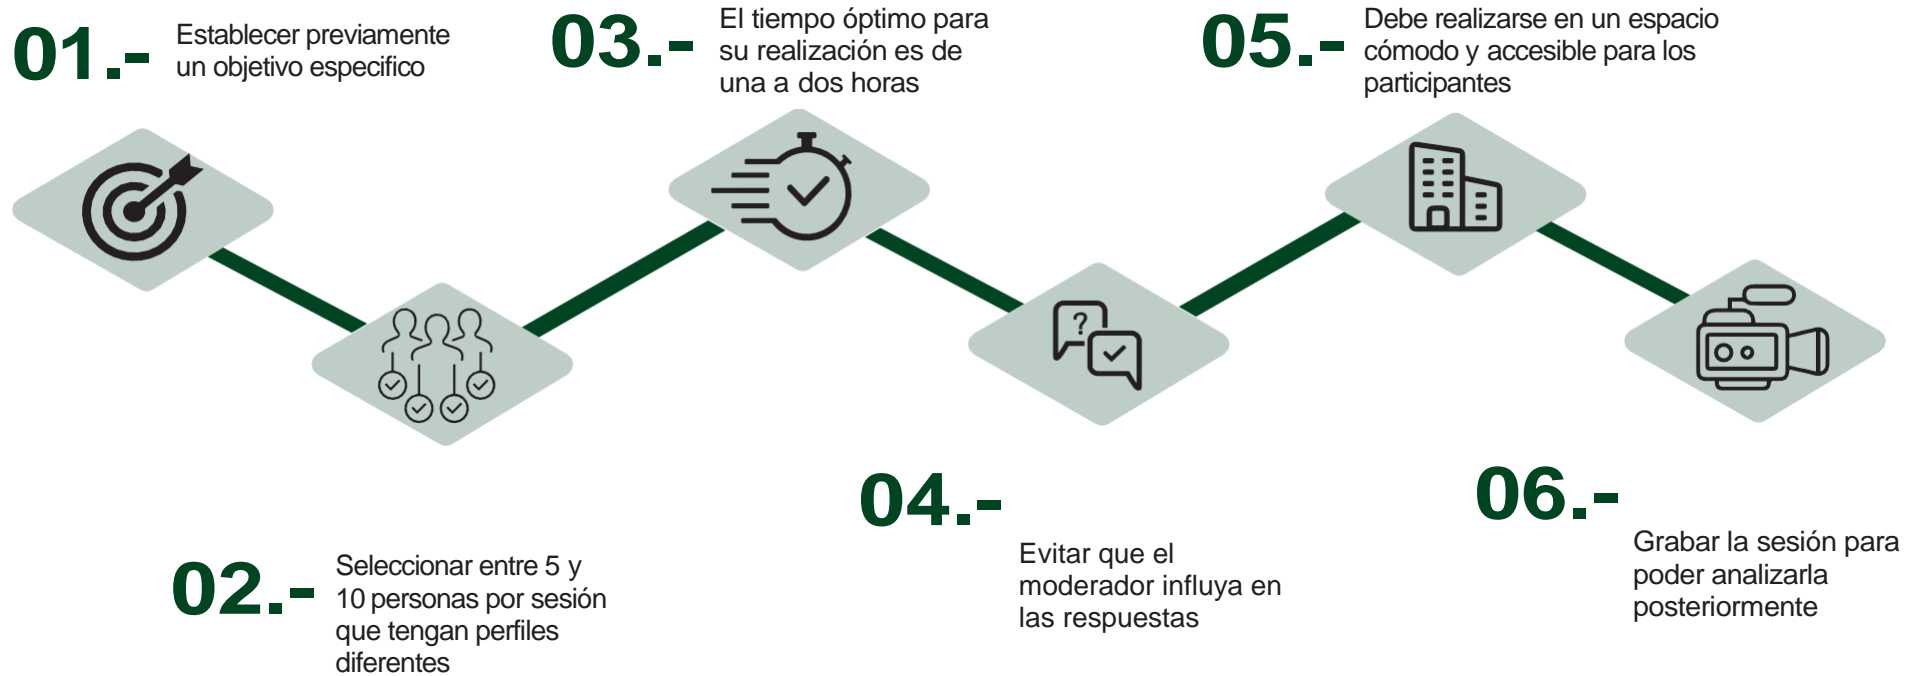 01.-
Establecer previamente
un objetivo especifico
02.-
Seleccionar entre 5 y
10 personas por sesión
que tengan perfiles
diferentes
03.-
El tiempo óptimo para
su realización es de
una a dos horas
04.-
Evitar que el
moderador influya en
las respuestas
05.-
Debe realizarse en un espacio
cómodo y accesible para los
participantes
06.-
Grabar la sesión para
poder analizarla
posteriormente
?